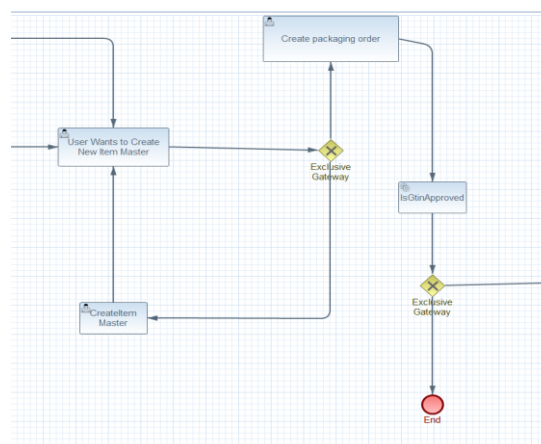 Create packaging order
User Wants to Create
New Item Master
Exclusive
Gateway
IsGtinApproved
Exclusive
Gateway
CreateItem
Master
End